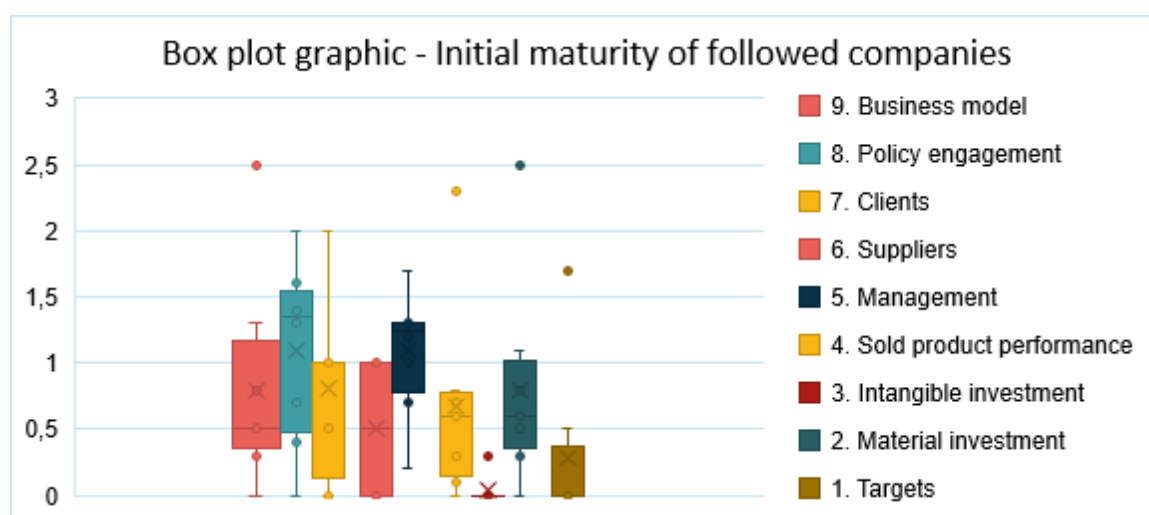 Box plot graphic - Initial maturity of followed companies
3
2,5
2
1,5
1
0,5
0
9. Business model
8. Policy engagement
7. Clients
6. Suppliers
5. Management
4. Sold product performance
3. Intangible investment
2. Material investment
1. Targets